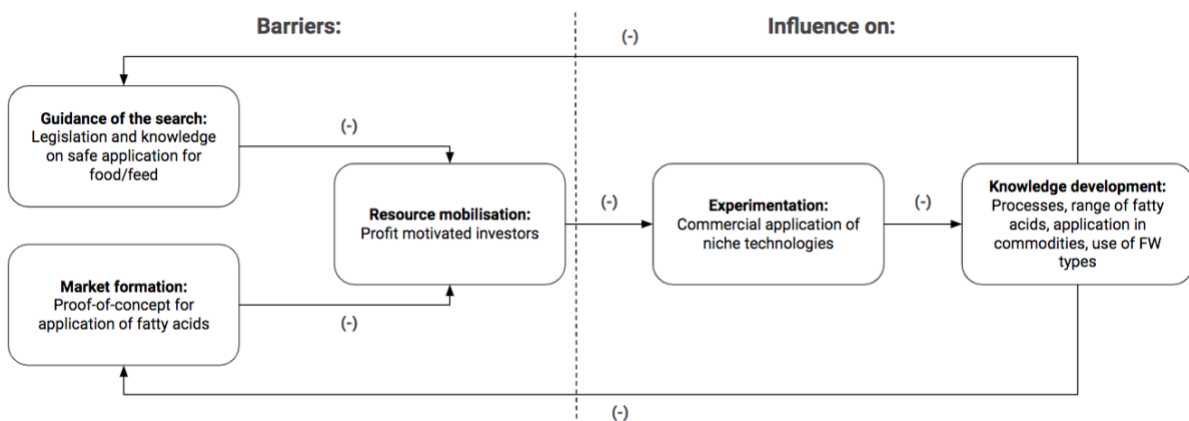 Barriers:
Influence on:
(-)
Guidance of the search:
Legislation and knowledge
on safe application for
food/feed
(-)
Resource mobilisation:
Profit motivated investors
(-)
Experimentation:
Commercial application of
niche technologies
(-)
Knowledge development:
Processes, range of fatty
acids, application in
commodities, use of FW
types
Market formation:
Proof-of-concept for
application of fatty acids
(-)
(-)